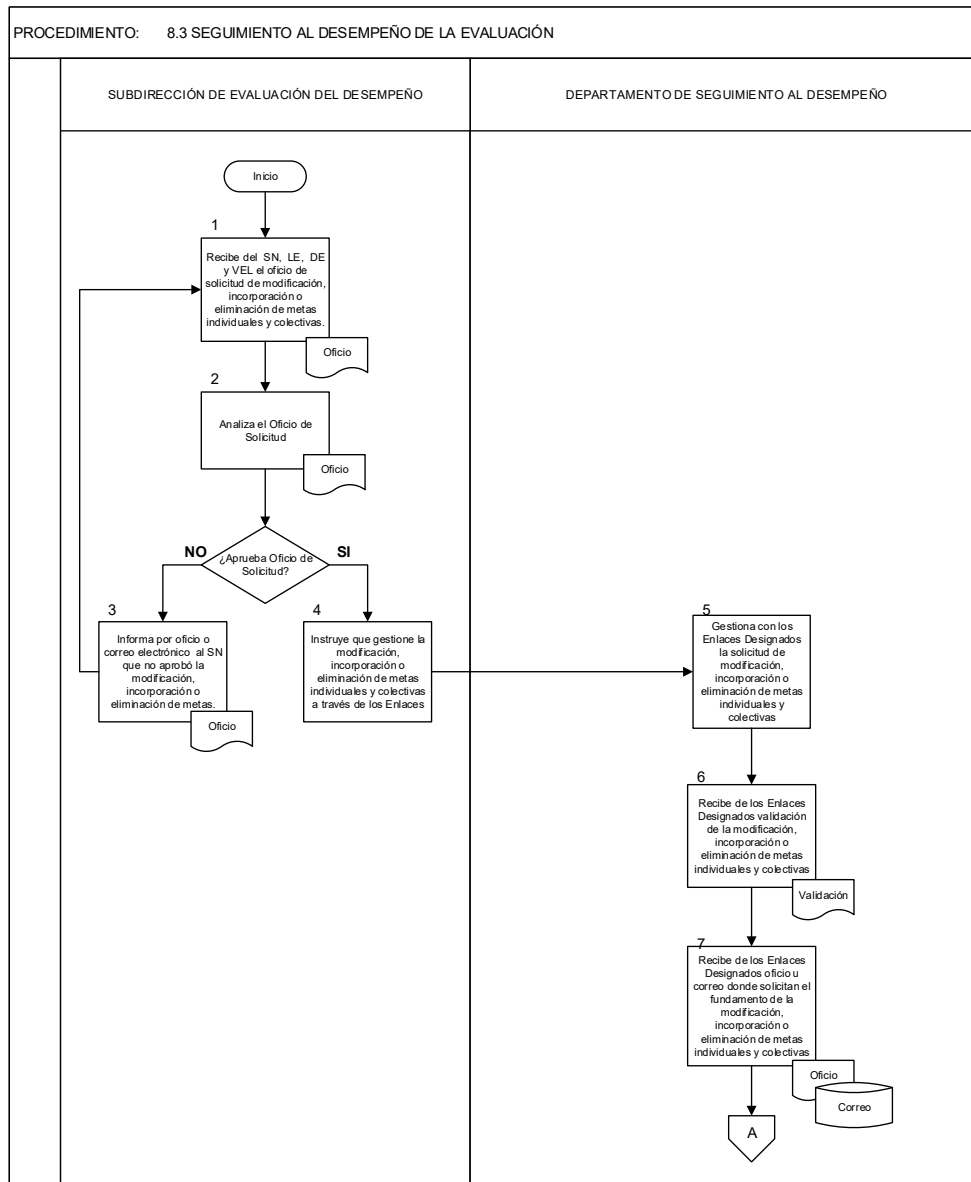 PROCEDIMIENTO: 8.3 SEGUIMIENTO AL DESEMPEÑO DE LA EVALUACIÓN
SUBDIRECCIÓN DE EVALUACIÓN DEL DESEMPEÑO
DEPARTAMENTO DE SEGUIMIENTO AL DESEMPEÑO
Inicio
1
Recibe del SN, LE, DE
y VEL el oficio de
solicitud de modificación,
incorporación o
eliminación de metas
individuales y colectivas.
Oficio
2
Analiza el Oficio de
Solicitud
Oficio
¿Aprueba Oficio de
Solicitud?
NO
SI
3
Informa por oficio o
correo electrónico al SN
que no aprobó la
modificación,
incorporación o
eliminación de metas.
Oficio
4
Instruye que gestione la
modificación,
incorporación o
eliminación de metas
individuales y colectivas
a través de los Enlaces
5
Gestiona con los
Enlaces Designados
la solicitud de
modificación,
incorporación o
eliminación de metas
individuales y
colectivas
6
Recibe de los Enlaces
Designados validación
de la modificación,
incorporación o
eliminación de metas
individuales y colectivas
Validación
7
Recibe de los Enlaces
Designados oficio u
correo donde solicitan el
fundamento de la
modificación,
incorporación o
eliminación de metas
individuales y colectivas
Oficio
Correo
A